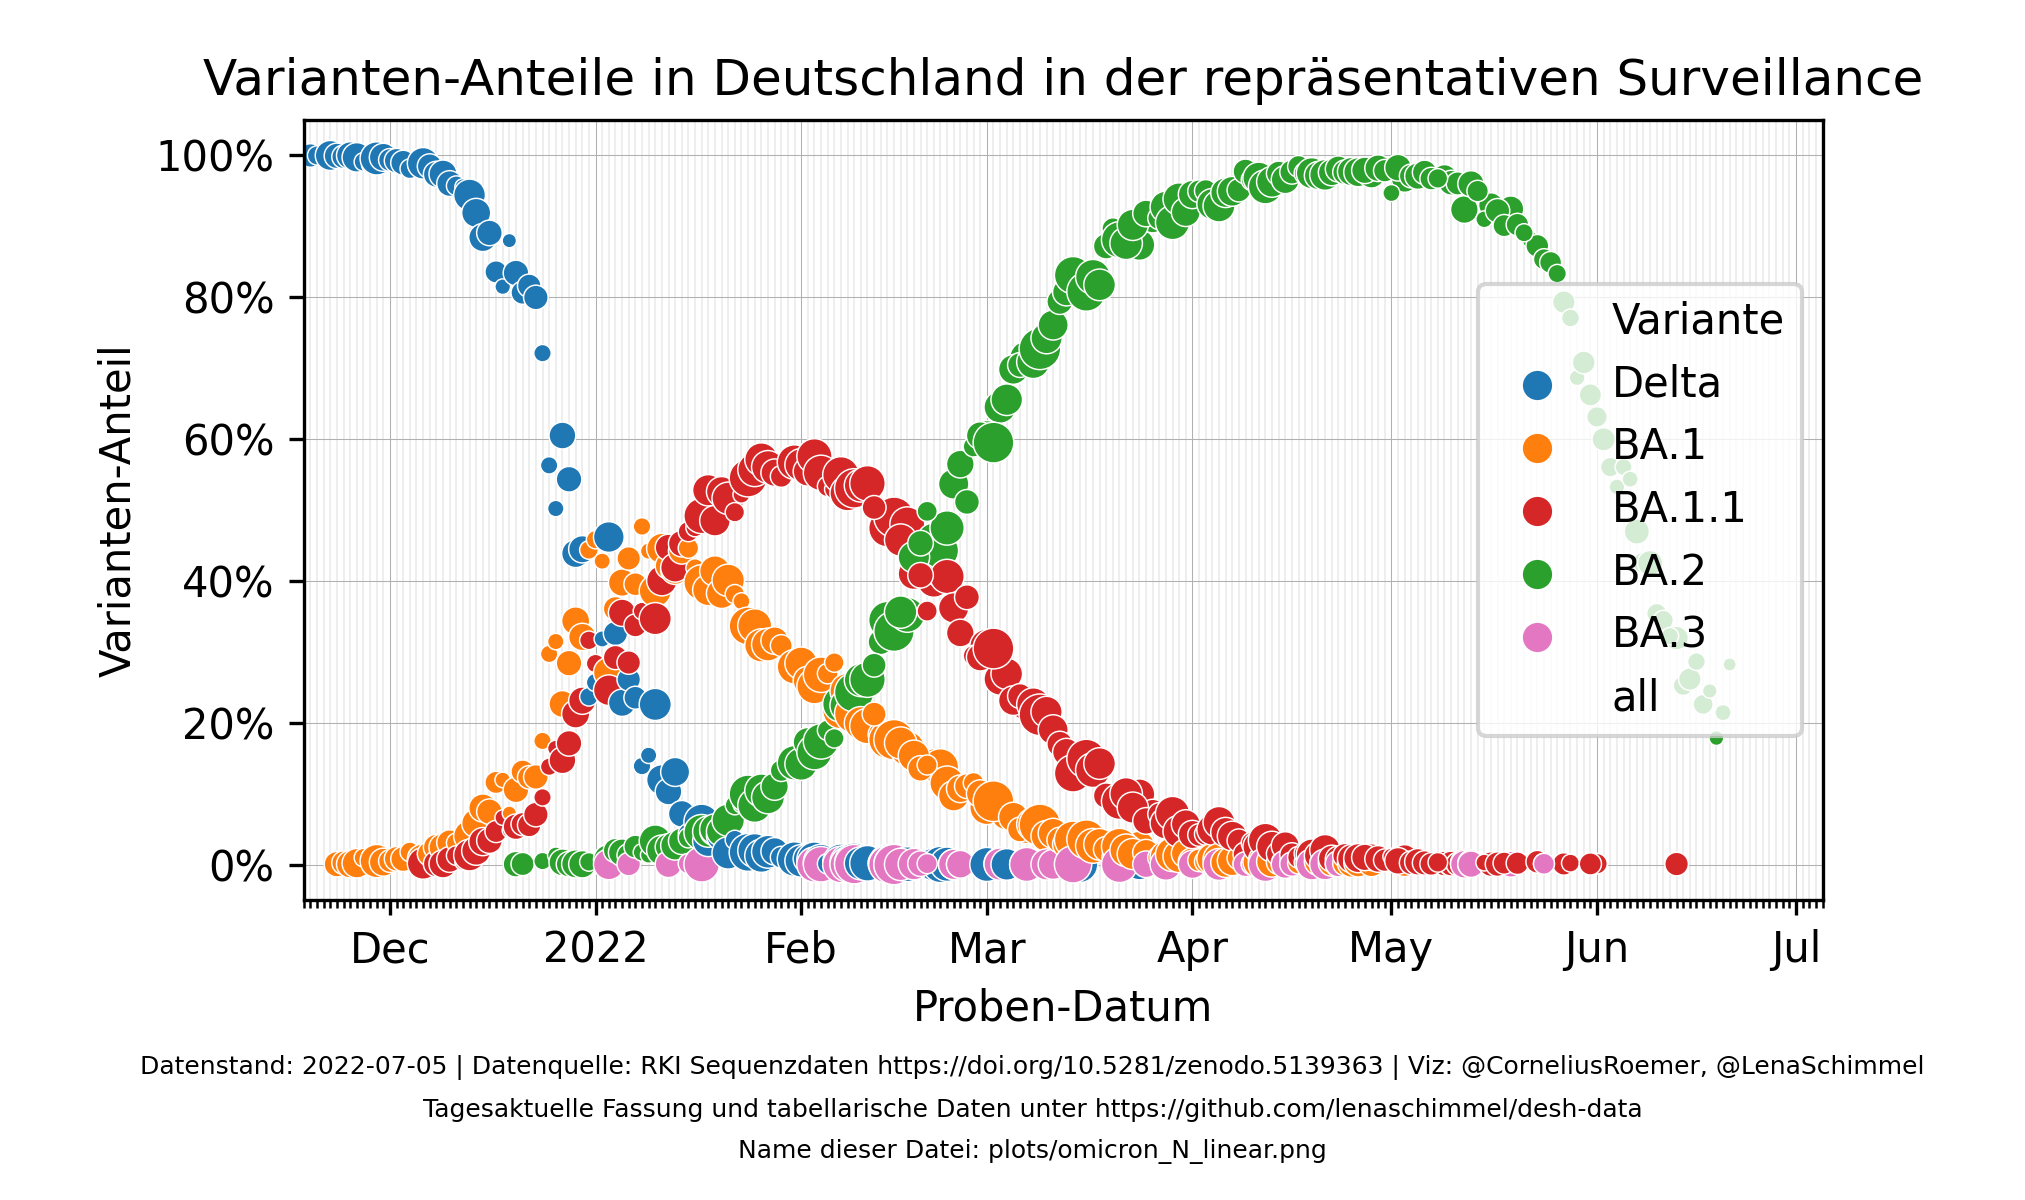 Varianten-Anteile in Deutschland in der repräsentativen Surveillance
100%
80%
60%
40%
20%
0%
Varianten-Anteil
Variante
Delta
BA.1
BA.1.1
BA.2
BA.3
all
Dec 2022 Feb Mar Apr May Jun Jul
Proben-Datum
Datenstand: 2022-07-05 | Datenquelle: RKI Sequenzdaten https://doi.org/10.5281/zenodo.5139363 | Viz: @CorneliusRoemer, @LenaSchimmel
Tagesaktuelle Fassung und tabellarische Daten unter https://github.com/lenaschimmel/desh-data
Name dieser Datei: plots/omicron_N_linear.png